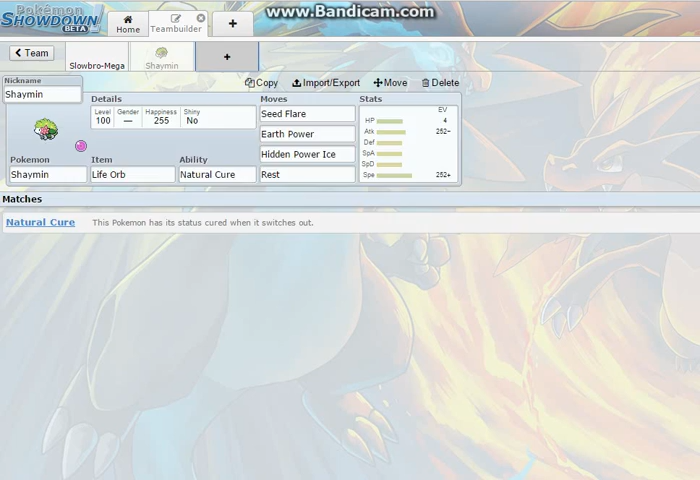 www.Bandicam.com
Pokémon
SHOWDOWN
BETA
Home
Teambuilder
+
< Team
Slowbro-Mega
Shaymin
+
Copy Import/Export Move Delete
Nickname
Shaymin
Details
Level Gender Happiness Shiny
100 — 255 No
Moves
Seed Flare
Earth Power
Hidden Power Ice
Rest
Stats
EV
HP 4
Atk 252-
Def
SpA
SpD
Spe 252+
Pokemon Item Ability
Shaymin Life Orb Natural Cure
Matches
Natural Cure This Pokemon has its status cured when it switches out.